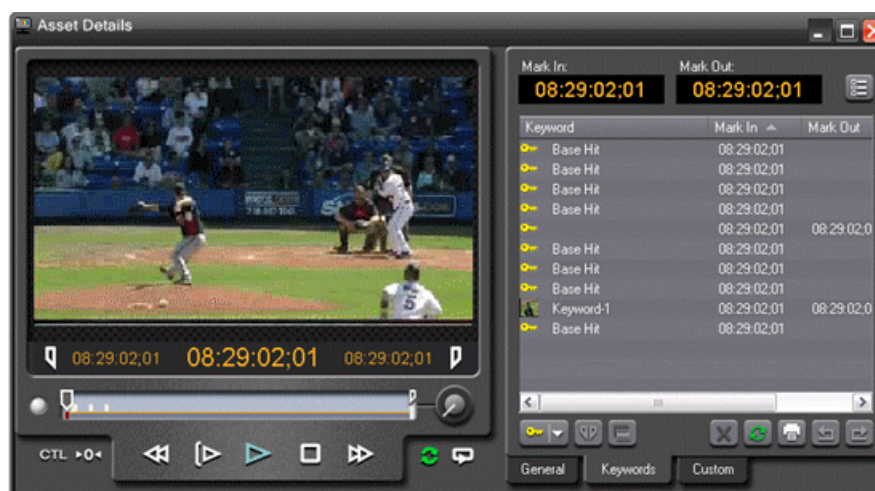 Asset Details
Mark In:
Mark Out:
08:29:02;01
08:29:02;01
Keyword Mark In Mark Out
Base Hit 08:29:02;01
Base Hit 08:29:02;01
Base Hit 08:29:02;01
Base Hit 08:29:02;01
08:29:02;01 08:29:02;0
Base Hit 08:29:02;01
Base Hit 08:29:02;01
Base Hit 08:29:02;01
Keyword-1 08:29:02;01 08:29:02;0
Base Hit 08:29:02;01
5
08:29:02;01 08:29:02;01 08:29:02;01
CTL ▸0◂
General Keywords Custom